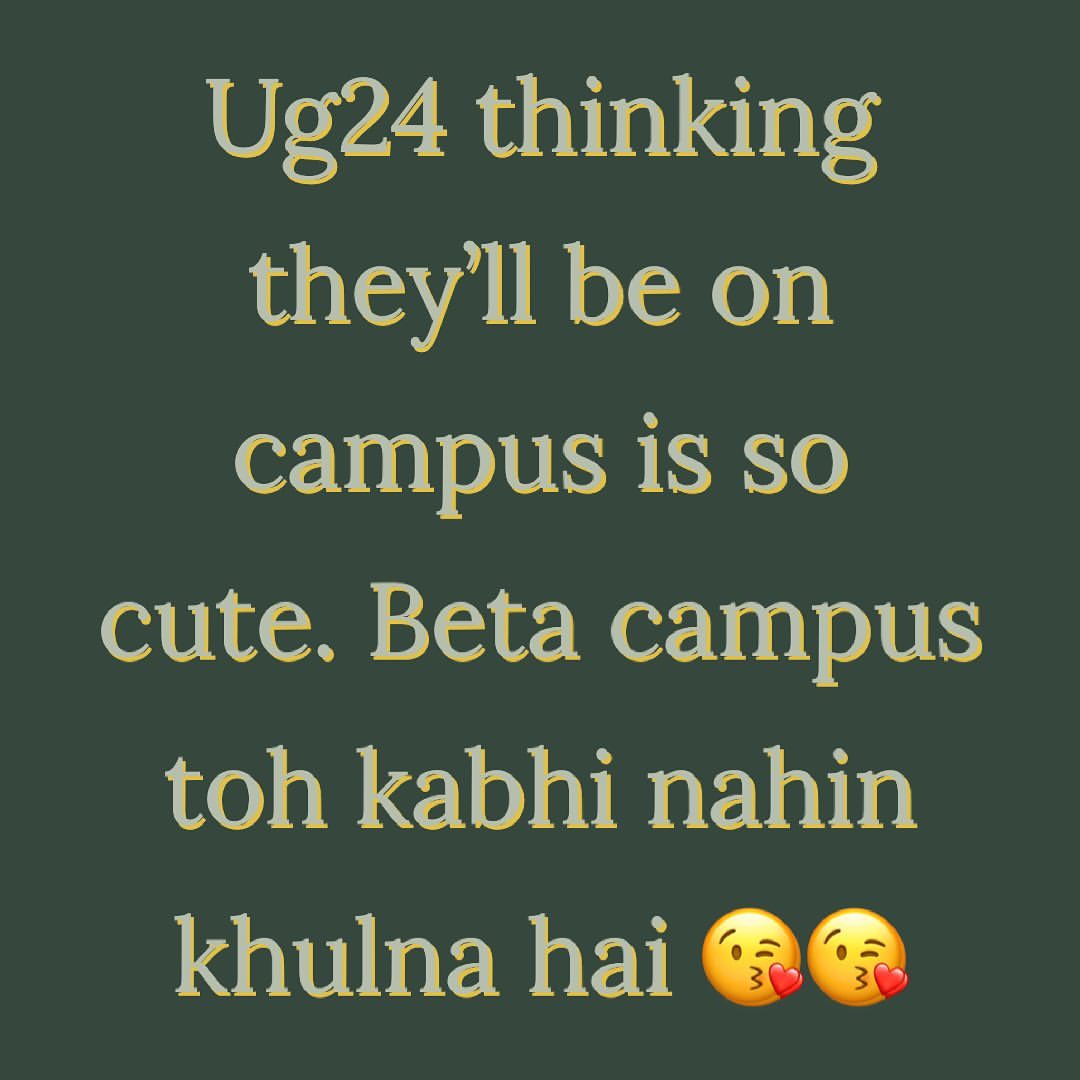 Ug24 thinking
they’ll be on
campus is so
cute. Beta campus
toh kabhi nahin
khulna hai 😘😘